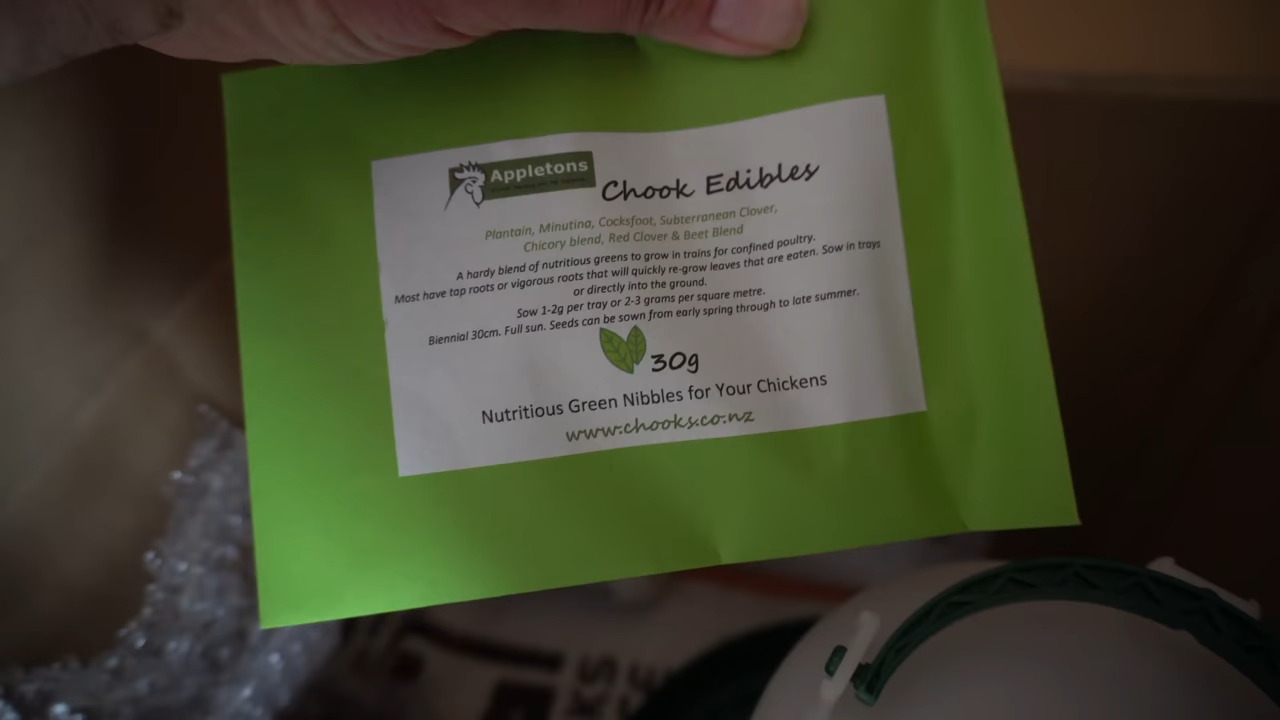 Appletons
Chook Edibles
Plantain, Minutina, Cocksfoot, Subterranean Clover,
Chicory blend, Red Clover & Beet Blend
A hardy blend of nutritious greens to grow in trains for confined poultry.
Most have tap roots or vigorous roots that will quickly re-grow leaves that are eaten. Sow in trays
or directly into the ground.
Sow 1-2g per tray or 2-3 grams per square metre.
Biennial 30cm. Full sun. Seeds can be sown from early spring through to late summer.
30g
Nutritious Green Nibbles for Your Chickens
www.chooks.co.nz